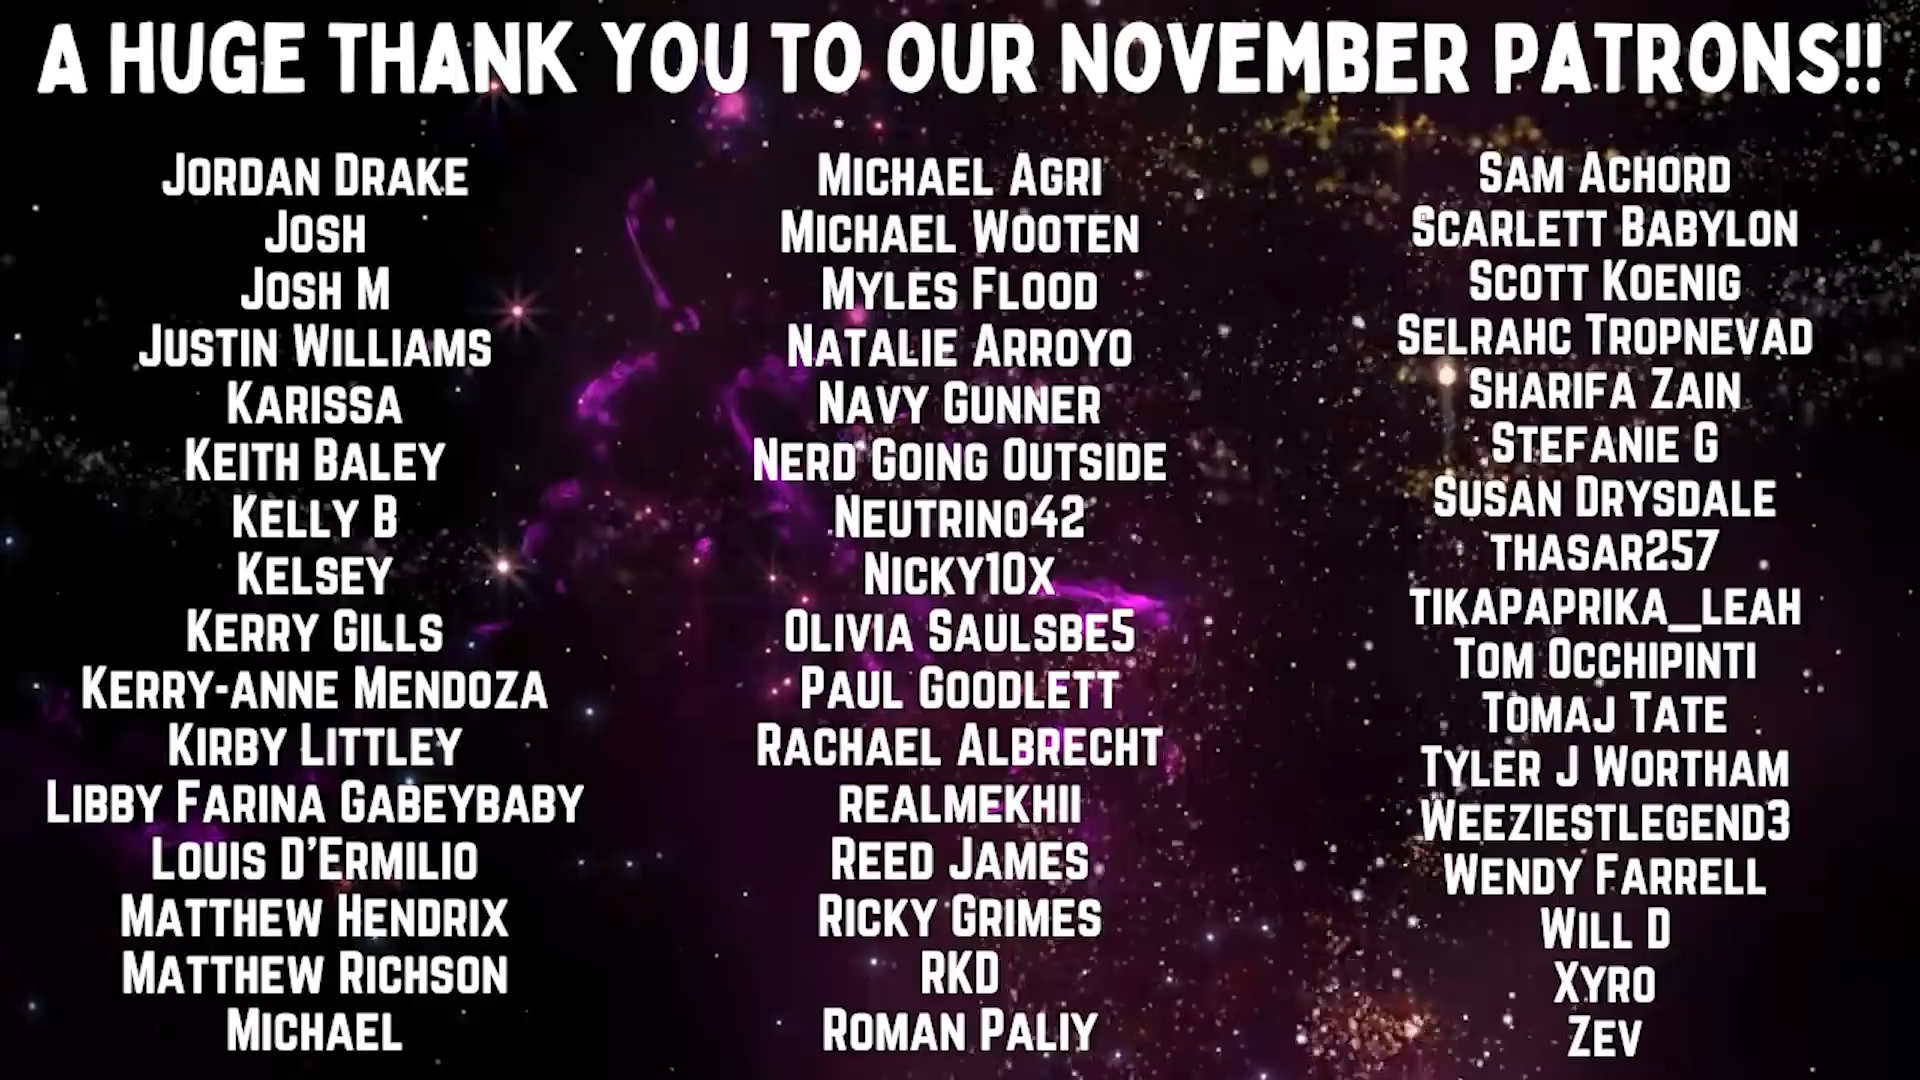 A HUGE THANK YOU TO OUR NOVEMBER PATRONS!!
JORDAN DRAKE
JOSH
JOSH M
JUSTIN WILLIAMS
KARISSA
KEITH BALEY
KELLY B
KELSEY
KERRY GILLS
KERRY-ANNE MENDOZA
KIRBY LITTLEY
LIBBY FARINA GABEYBABY
LOUIS D'ERMILIO
MATTHEW HENDRIX
MATTHEW RICHSON
MICHAEL
MICHAEL AGRI
MICHAEL WOOTEN
MYLES FLOOD
NATALIE ARROYO
NAVY GUNNER
NERD GOING OUTSIDE
NEUTRINO42
NICKY10X
OLIVIA SAULSBE5
PAUL GOODLETT
RACHAEL ALBRECHT
REALMEKHII
REED JAMES
RICKY GRIMES
RKD
ROMAN PALIY
SAM ACHORD
SCARLETT BABYLON
SCOTT KOENIG
SELRAHC TROPNEVAD
SHARIFA ZAIN
STEFANIE G
SUSAN DRYSDALE
THASAR257
TIKAPAPRIKA_LEAH
TOM OCCHIPINTI
TOMAJ TATE
TYLER J WORTHAM
WEEZIESTLEGEND3
WENDY FARRELL
WILL D
XYRO
ZEV